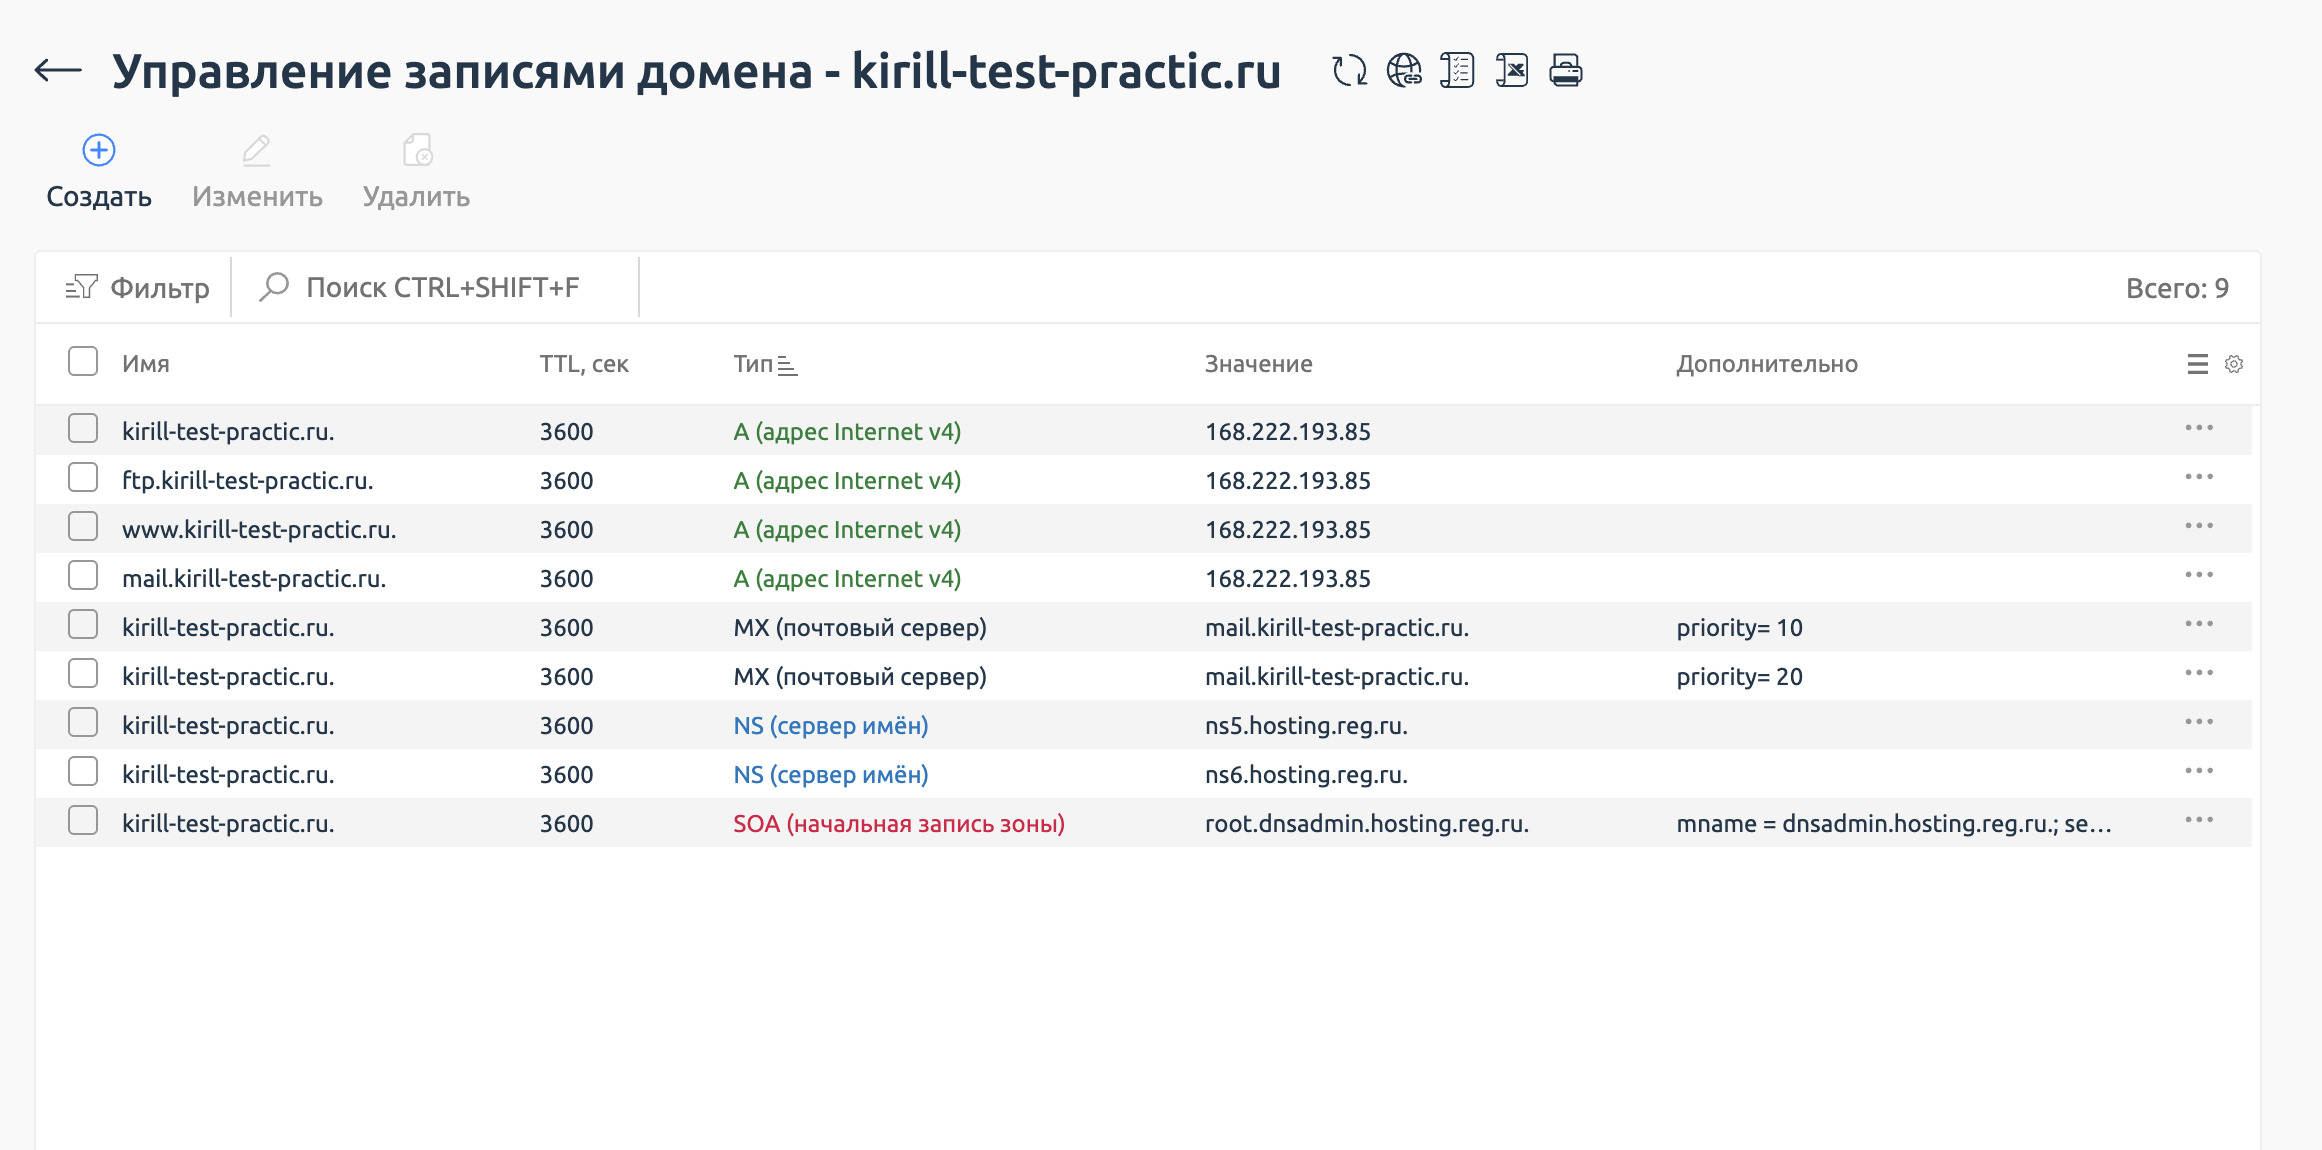 Управление записями домена - kirill-test-practic.ru
Создать Изменить Удалить
Фильтр Поиск CTRL+SHIFT+F Всего: 9
Имя TTL, сек Тип Значение Дополнительно
kirill-test-practic.ru. 3600 A (адрес Internet v4) 168.222.193.85
ftp.kirill-test-practic.ru. 3600 A (адрес Internet v4) 168.222.193.85
www.kirill-test-practic.ru. 3600 A (адрес Internet v4) 168.222.193.85
mail.kirill-test-practic.ru. 3600 A (адрес Internet v4) 168.222.193.85
kirill-test-practic.ru. 3600 MX (почтовый сервер) mail.kirill-test-practic.ru. priority= 10
kirill-test-practic.ru. 3600 MX (почтовый сервер) mail.kirill-test-practic.ru. priority= 20
kirill-test-practic.ru. 3600 NS (сервер имён) ns5.hosting.reg.ru.
kirill-test-practic.ru. 3600 NS (сервер имён) ns6.hosting.reg.ru.
kirill-test-practic.ru. 3600 SOA (начальная запись зоны) root.dnsadmin.hosting.reg.ru. mname = dnsadmin.hosting.reg.ru.; se...